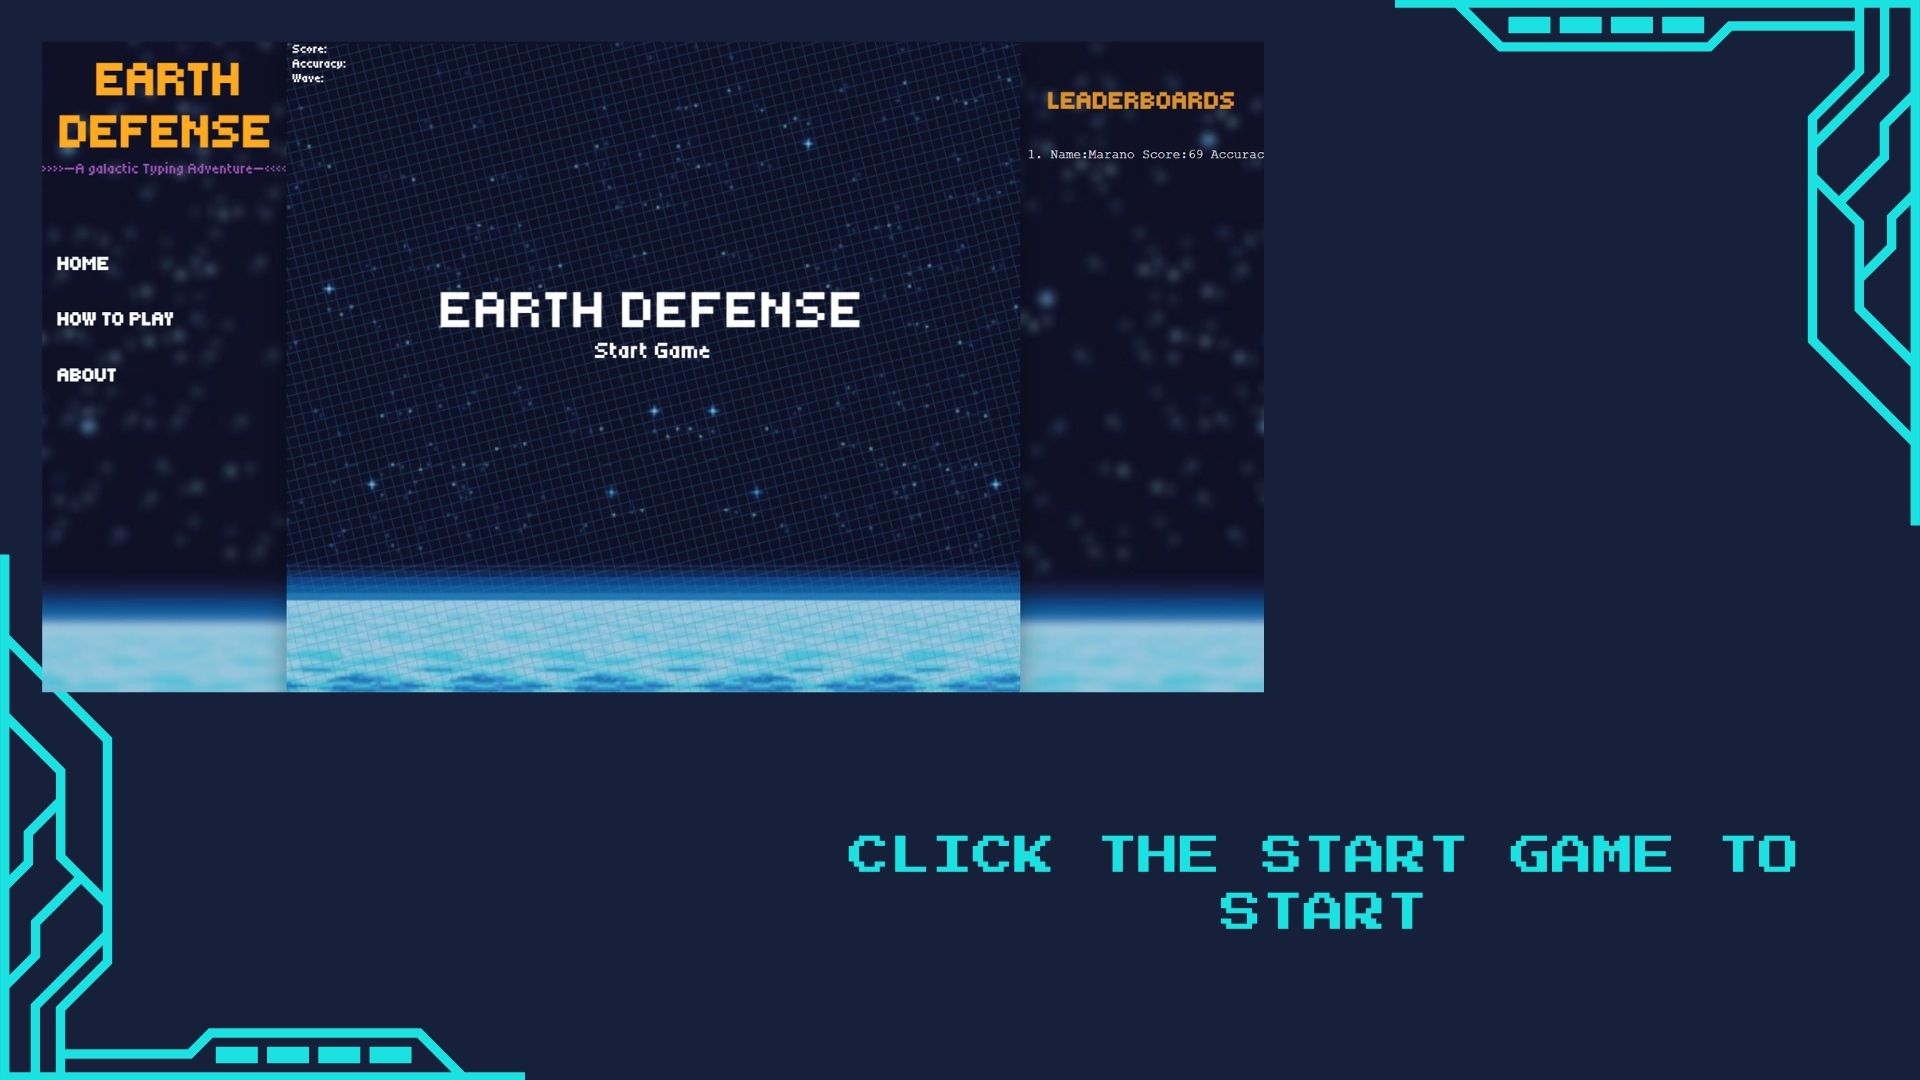 EARTH
DEFENSE
>>>>—A galactic Typing Adventure—<<<<
HOME
HOW TO PLAY
ABOUT
Score:
Accuracy:
Wave:
EARTH DEFENSE
Start Game
LEADERBOARDS
1. Name:Marano Score:69 Accurac
CLICK THE START GAME TO
START